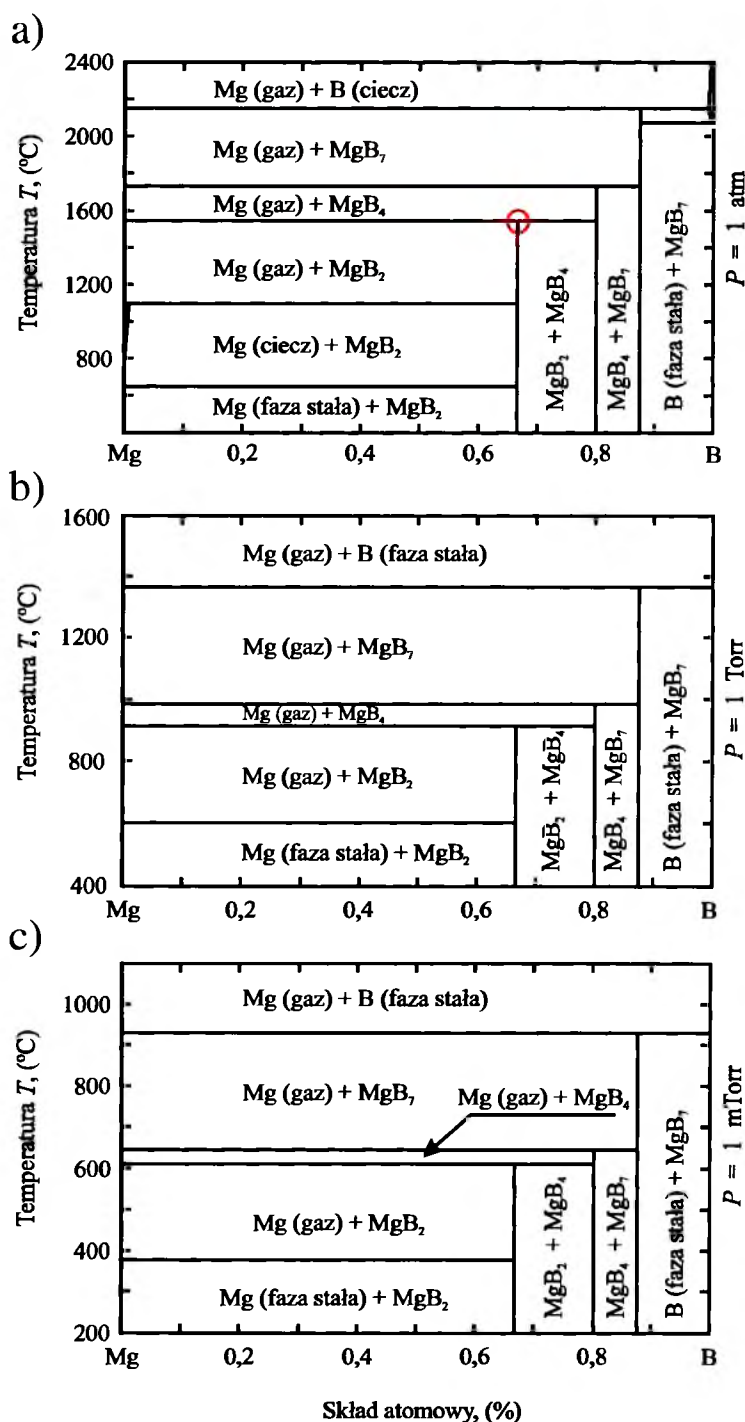 a)
2400
2000
1600
1200
800
Temperatura T, (ºC)
Mg (gaz) + B (ciecz)
Mg (gaz) + MgB₇
Mg (gaz) + MgB₄
Mg (gaz) + MgB₂
Mg (ciecz) + MgB₂
Mg (faza stała) + MgB₂
MgB₂ + MgB₄
MgB₄ + MgB₇
B (faza stała) + MgB₇
P = 1 atm
Mg 0,2 0,4 0,6 0,8 B
b)
1600
1200
800
400
Temperatura T, (ºC)
Mg (gaz) + B (faza stała)
Mg (gaz) + MgB₇
Mg (gaz) + MgB₄
Mg (gaz) + MgB₂
Mg (faza stała) + MgB₂
MgB₂ + MgB₄
MgB₄ + MgB₇
B (faza stała) + MgB₇
P = 1 Torr
Mg 0,2 0,4 0,6 0,8 B
c)
1000
800
600
400
200
Temperatura T, (ºC)
Mg (gaz) + B (faza stała)
Mg (gaz) + MgB₇
Mg (gaz) + MgB₄
Mg (gaz) + MgB₂
Mg (faza stała) + MgB₂
MgB₂ + MgB₄
MgB₄ + MgB₇
B (faza stała) + MgB₇
P = 1 mTorr
Mg 0,2 0,4 0,6 0,8 B
Skład atomowy, (%)